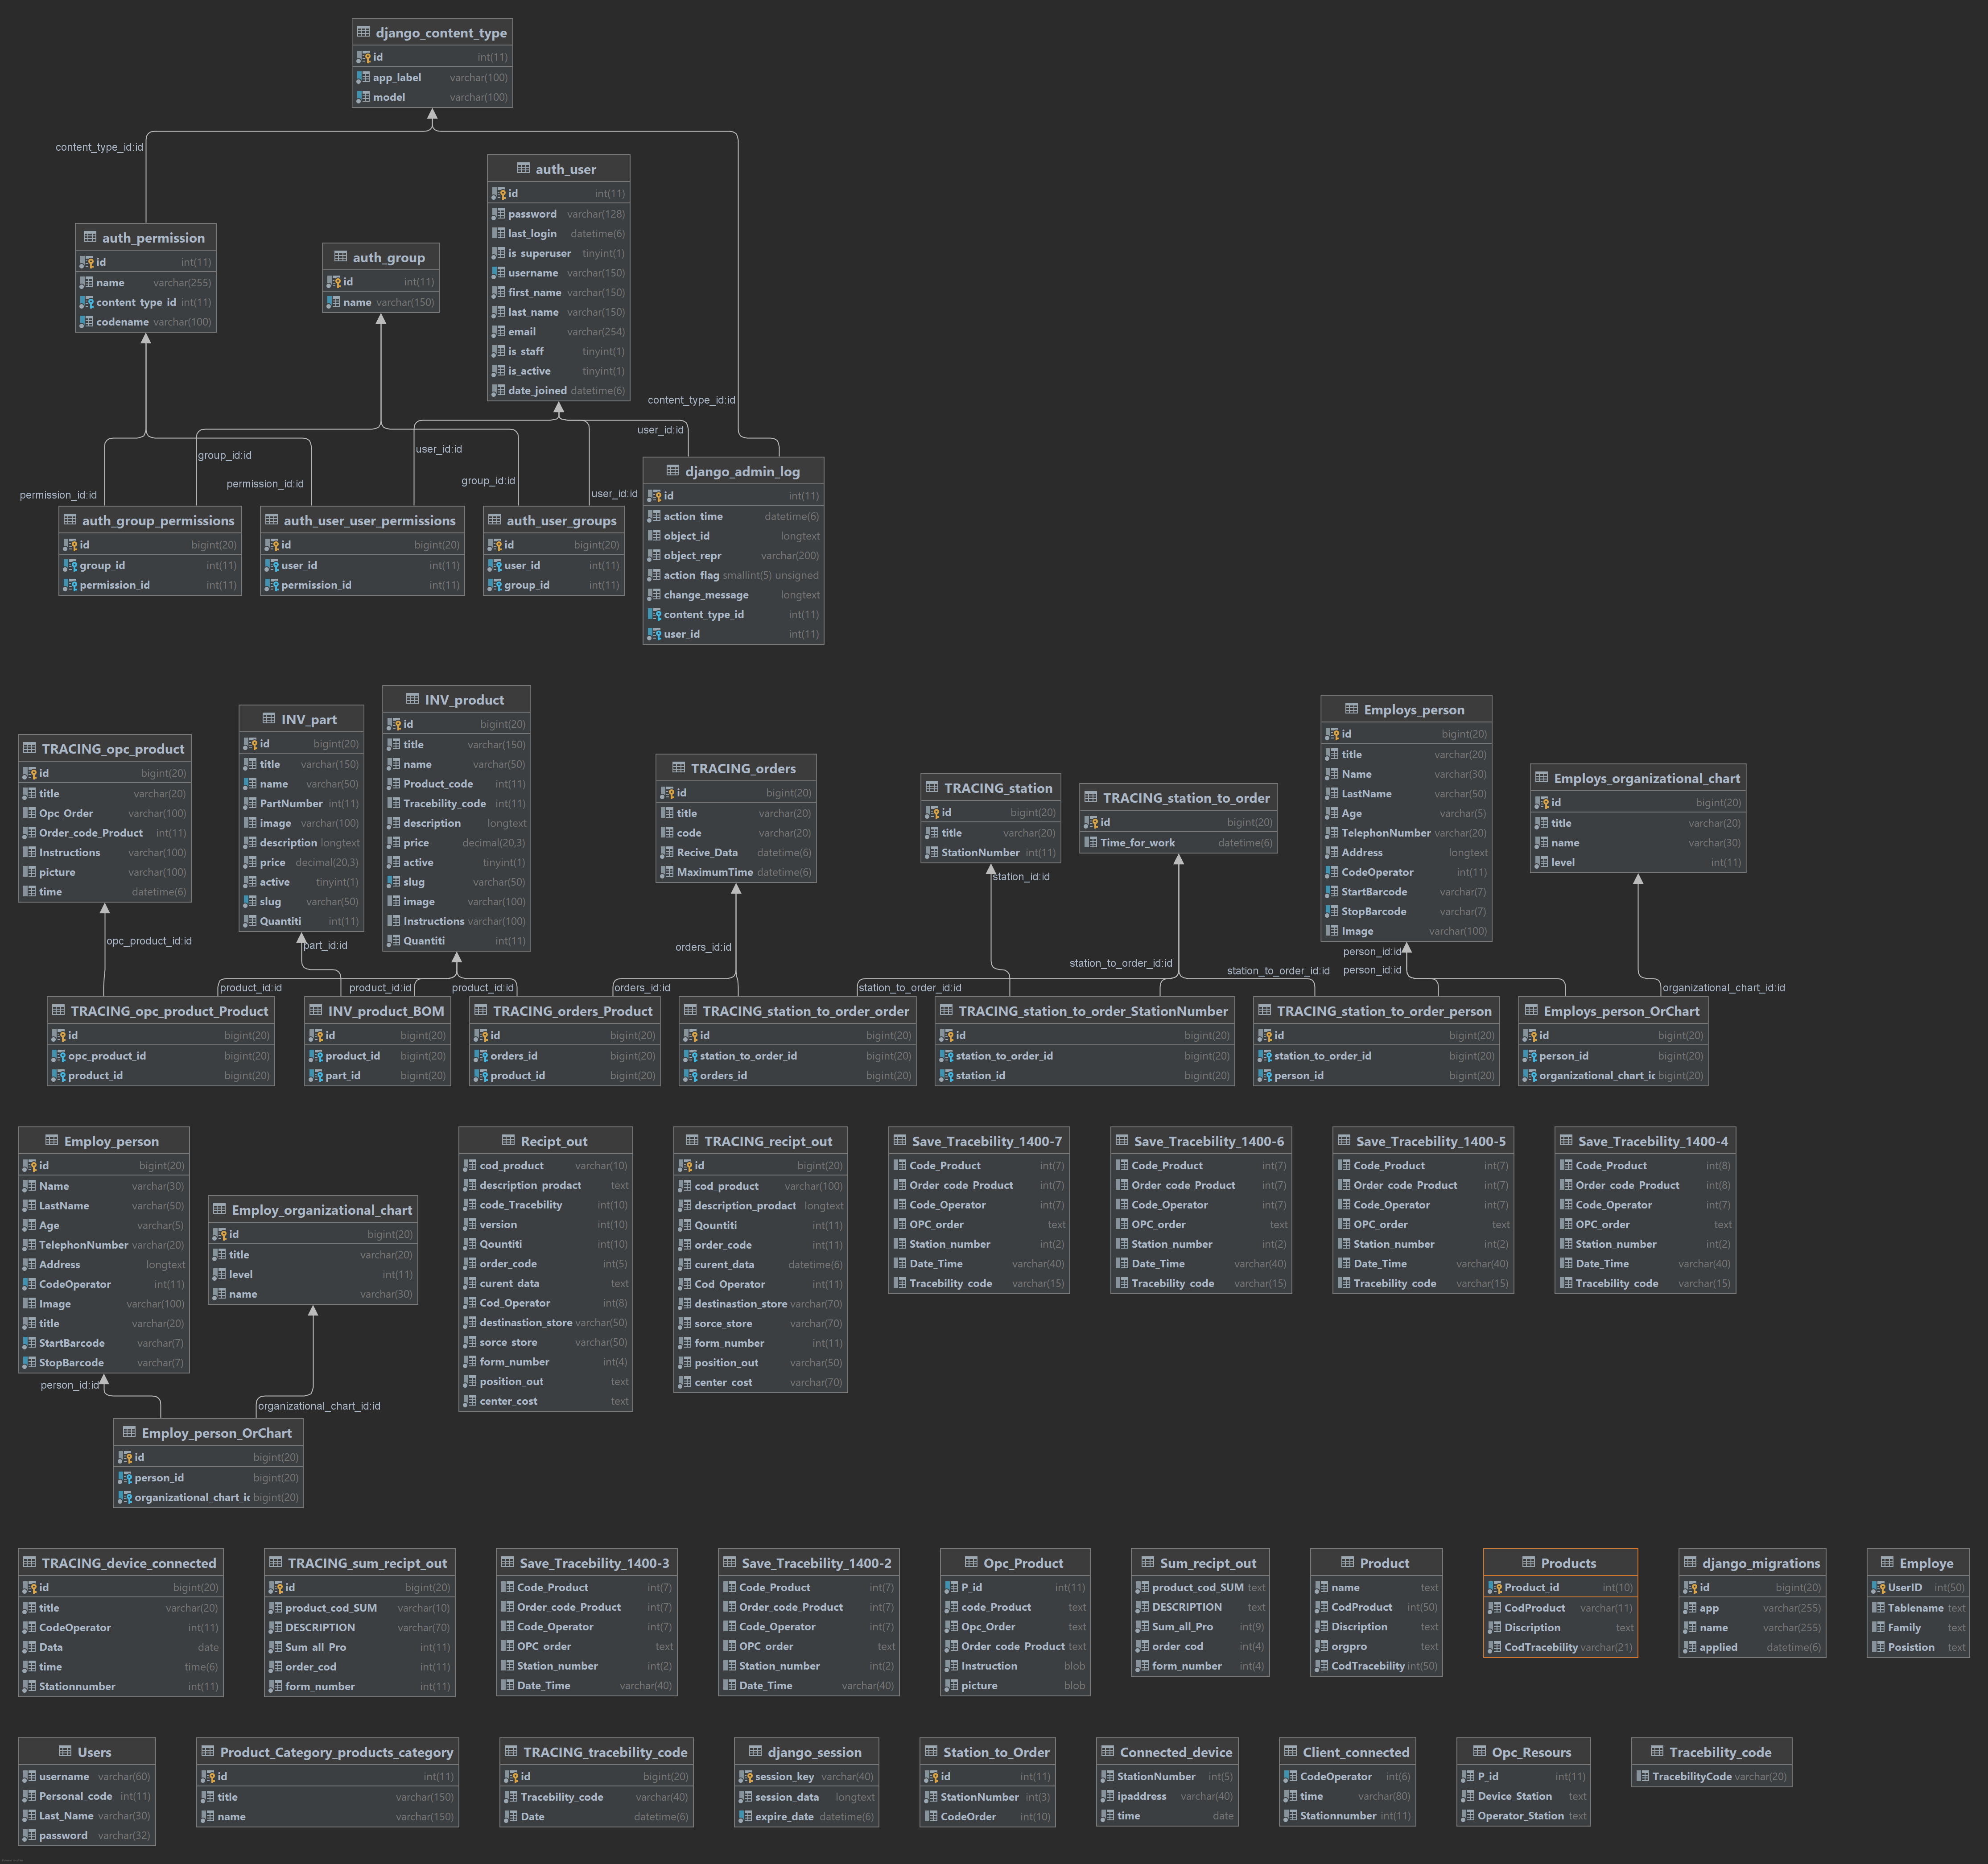 django_content_type
id int(11)
app_label varchar(100)
model varchar(100)
content_type_id:id
auth_user
id int(11)
password varchar(128)
last_login datetime(6)
is_superuser tinyint(1)
username varchar(150)
first_name varchar(150)
last_name varchar(150)
email varchar(254)
is_staff tinyint(1)
is_active tinyint(1)
date_joined datetime(6)
auth_permission
id int(11)
name varchar(255)
content_type_id int(11)
codename varchar(100)
auth_group
id int(11)
name varchar(150)
content_type_id:id
user_id:id
group_id:id
user_id:id
permission_id:id
group_id:id
permission_id:id
user_id:id
django_admin_log
id int(11)
action_time datetime(6)
object_id longtext
object_repr varchar(200)
action_flag smallint(5) unsigned
change_message longtext
content_type_id int(11)
user_id int(11)
auth_group_permissions
id bigint(20)
group_id int(11)
permission_id int(11)
auth_user_user_permissions
id bigint(20)
user_id int(11)
permission_id int(11)
auth_user_groups
id bigint(20)
user_id int(11)
group_id int(11)
TRACING_opc_product
id bigint(20)
title varchar(20)
Opc_Order varchar(100)
Order_code_Product int(11)
Instructions varchar(100)
picture varchar(100)
time datetime(6)
INV_part
id bigint(20)
title varchar(150)
name varchar(50)
PartNumber int(11)
image varchar(100)
description longtext
price decimal(20,3)
active tinyint(1)
slug varchar(50)
Quantiti int(11)
INV_product
id bigint(20)
title varchar(150)
name varchar(50)
Product_code int(11)
Tracebility_code int(11)
description longtext
price decimal(20,3)
active tinyint(1)
slug varchar(50)
image varchar(100)
Instructions varchar(100)
Quantiti int(11)
TRACING_orders
id bigint(20)
title varchar(20)
code varchar(20)
Recive_Data datetime(6)
MaximumTime datetime(6)
TRACING_station
id bigint(20)
title varchar(20)
StationNumber int(11)
TRACING_station_to_order
id bigint(20)
Time_for_work datetime(6)
Employs_person
id bigint(20)
title varchar(20)
Name varchar(30)
LastName varchar(50)
Age varchar(5)
TelephonNumber varchar(20)
Address longtext
CodeOperator int(11)
StartBarcode varchar(7)
StopBarcode varchar(7)
Image varchar(100)
Employs_organizational_chart
id bigint(20)
title varchar(20)
name varchar(30)
level int(11)
station_id:id
opc_product_id:id
part_id:id
orders_id:id
person_id:id
station_to_order_id:id
station_to_order_id:id
person_id:id
product_id:id
product_id:id
product_id:id
orders_id:id
station_to_order_id:id
organizational_chart_id:id
TRACING_opc_product_Product
id bigint(20)
opc_product_id bigint(20)
product_id bigint(20)
INV_product_BOM
id bigint(20)
product_id bigint(20)
part_id bigint(20)
TRACING_orders_Product
id bigint(20)
orders_id bigint(20)
product_id bigint(20)
TRACING_station_to_order_order
id bigint(20)
station_to_order_id bigint(20)
orders_id bigint(20)
TRACING_station_to_order_StationNumber
id bigint(20)
station_to_order_id bigint(20)
station_id bigint(20)
TRACING_station_to_order_person
id bigint(20)
station_to_order_id bigint(20)
person_id bigint(20)
Employs_person_OrChart
id bigint(20)
person_id bigint(20)
organizational_chart_ic bigint(20)
Employ_person
id bigint(20)
Name varchar(30)
LastName varchar(50)
Age varchar(5)
TelephonNumber varchar(20)
Address longtext
CodeOperator int(11)
Image varchar(100)
title varchar(20)
StartBarcode varchar(7)
StopBarcode varchar(7)
Employ_organizational_chart
id bigint(20)
title varchar(20)
level int(11)
name varchar(30)
person_id:id
organizational_chart_id:id
Employ_person_OrChart
id bigint(20)
person_id bigint(20)
organizational_chart_ic bigint(20)
Recipt_out
cod_product varchar(10)
description_prodact text
code_Tracebility int(10)
version int(10)
Qountiti int(10)
order_code int(5)
curent_data text
Cod_Operator int(8)
destinastion_store varchar(50)
sorce_store varchar(50)
form_number int(4)
position_out text
center_cost text
TRACING_recipt_out
id bigint(20)
cod_product varchar(100)
description_prodact longtext
Qountiti int(11)
order_code int(11)
curent_data datetime(6)
Cod_Operator int(11)
destinastion_store varchar(70)
sorce_store varchar(70)
form_number int(11)
position_out varchar(50)
center_cost varchar(70)
Save_Tracebility_1400-7
Code_Product int(7)
Order_code_Product int(7)
Code_Operator int(7)
OPC_order text
Station_number int(2)
Date_Time varchar(40)
Tracebility_code varchar(15)
Save_Tracebility_1400-6
Code_Product int(7)
Order_code_Product int(7)
Code_Operator int(7)
OPC_order text
Station_number int(2)
Date_Time varchar(40)
Tracebility_code varchar(15)
Save_Tracebility_1400-5
Code_Product int(7)
Order_code_Product int(7)
Code_Operator int(7)
OPC_order text
Station_number int(2)
Date_Time varchar(40)
Tracebility_code varchar(15)
Save_Tracebility_1400-4
Code_Product int(8)
Order_code_Product int(8)
Code_Operator int(7)
OPC_order text
Station_number int(2)
Date_Time varchar(40)
Tracebility_code varchar(15)
TRACING_device_connected
id bigint(20)
title varchar(20)
CodeOperator int(11)
Data date
time time(6)
Stationnumber int(11)
TRACING_sum_recipt_out
id bigint(20)
product_cod_SUM varchar(10)
DESCRIPTION varchar(70)
Sum_all_Pro int(11)
order_cod int(11)
form_number int(11)
Save_Tracebility_1400-3
Code_Product int(7)
Order_code_Product int(7)
Code_Operator int(7)
OPC_order text
Station_number int(2)
Date_Time varchar(40)
Save_Tracebility_1400-2
Code_Product int(7)
Order_code_Product int(7)
Code_Operator int(7)
OPC_order text
Station_number int(2)
Date_Time varchar(40)
Opc_Product
P_id int(11)
code_Product text
Opc_Order text
Order_code_Product text
Instruction blob
picture blob
Sum_recipt_out
product_cod_SUM text
DESCRIPTION text
Sum_all_Pro int(9)
order_cod int(4)
form_number int(4)
Product
name text
CodProduct int(50)
Discription text
orgpro text
CodTracebility int(50)
Products
Product_id int(10)
CodProduct varchar(11)
Discription text
CodTracebility varchar(21)
django_migrations
id bigint(20)
app varchar(255)
name varchar(255)
applied datetime(6)
Employe
UserID int(50)
Tablename text
Family text
Posistion text
Users
username varchar(60)
Personal_code int(11)
Last_Name varchar(30)
password varchar(32)
Product_Category_products_category
id int(11)
title varchar(150)
name varchar(150)
TRACING_tracebility_code
id bigint(20)
Tracebility_code varchar(40)
Date datetime(6)
django_session
session_key varchar(40)
session_data longtext
expire_date datetime(6)
Station_to_Order
id int(11)
StationNumber int(3)
CodeOrder int(10)
Connected_device
StationNumber int(5)
ipaddress varchar(40)
time date
Client_connected
CodeOperator int(6)
time varchar(80)
Stationnumber int(11)
Opc_Resours
P_id int(11)
Device_Station text
Operator_Station text
Tracebility_code
TracebilityCode varchar(20)